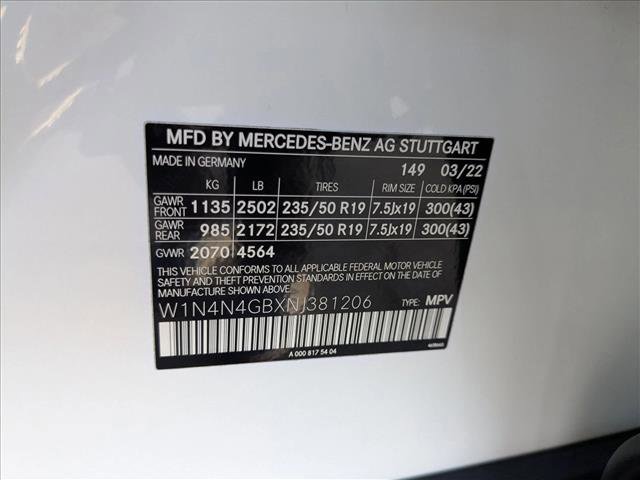 MFD BY MERCEDES-BENZ AG STUTTGART
MADE IN GERMANY 149 03/22
KG LB TIRES RIM SIZE COLD KPA (PSI)
GAWR FRONT 1135 2502 235/50 R19 7.5Jx19 300(43)
GAWR REAR 985 2172 235/50 R19 7.5Jx19 300(43)
GVWR 2070 4564
THIS VEHICLE CONFORMS TO ALL APPLICABLE FEDERAL MOTOR VEHICLE
SAFETY AND THEFT PREVENTION STANDARDS IN EFFECT ON THE DATE
OF MANUFACTURE SHOWN ABOVE.
W1N4N4GBXNJ381206 TYPE: MPV
A 000 817 54 04